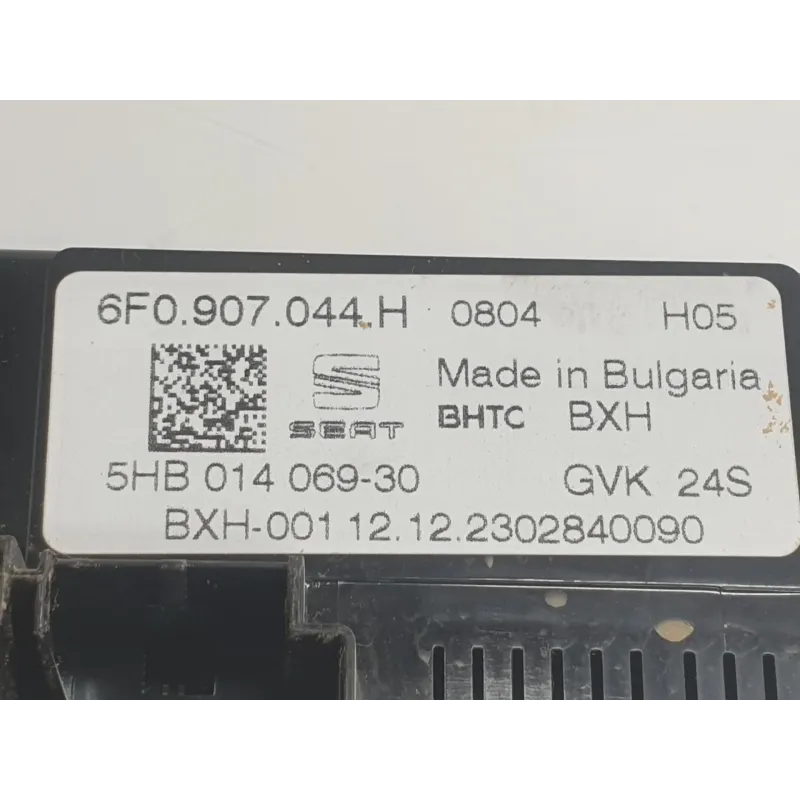 6F0.907.044.H 0804 H05
SEAT Made in Bulgaria
BHTC BXH
5HB 014 069-30 GVK 24S
BXH-001 12.12.2302840090